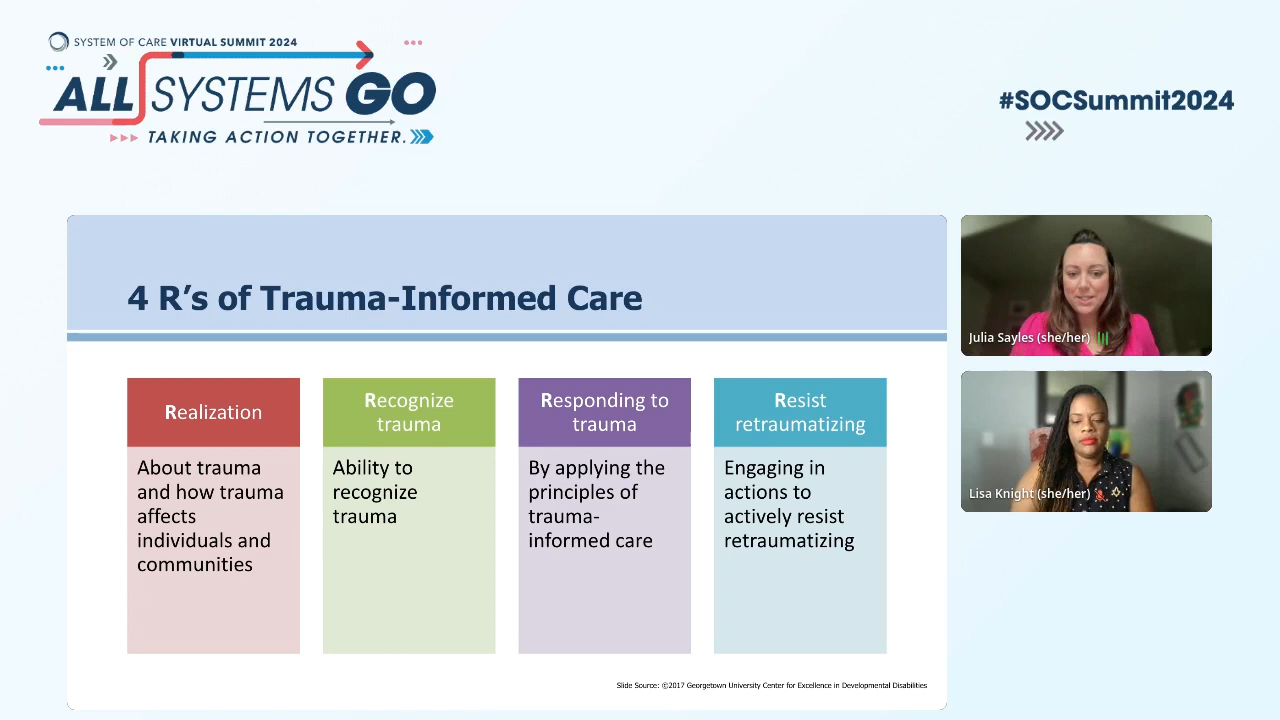 SYSTEM OF CARE VIRTUAL SUMMIT 2024
ALL SYSTEMS GO
TAKING ACTION TOGETHER.
#SOCSummit2024
4 R’s of Trauma-Informed Care
Realization
About trauma
and how trauma
affects
individuals and
communities
Recognize
trauma
Ability to
recognize
trauma
Responding to
trauma
By applying the
principles of
trauma-
informed care
Resist
retraumatizing
Engaging in
actions to
actively resist
retraumatizing
Slide Source: ©2017 Georgetown University Center for Excellence in Developmental Disabilities
Julia Sayles (she/her)
Lisa Knight (she/her)